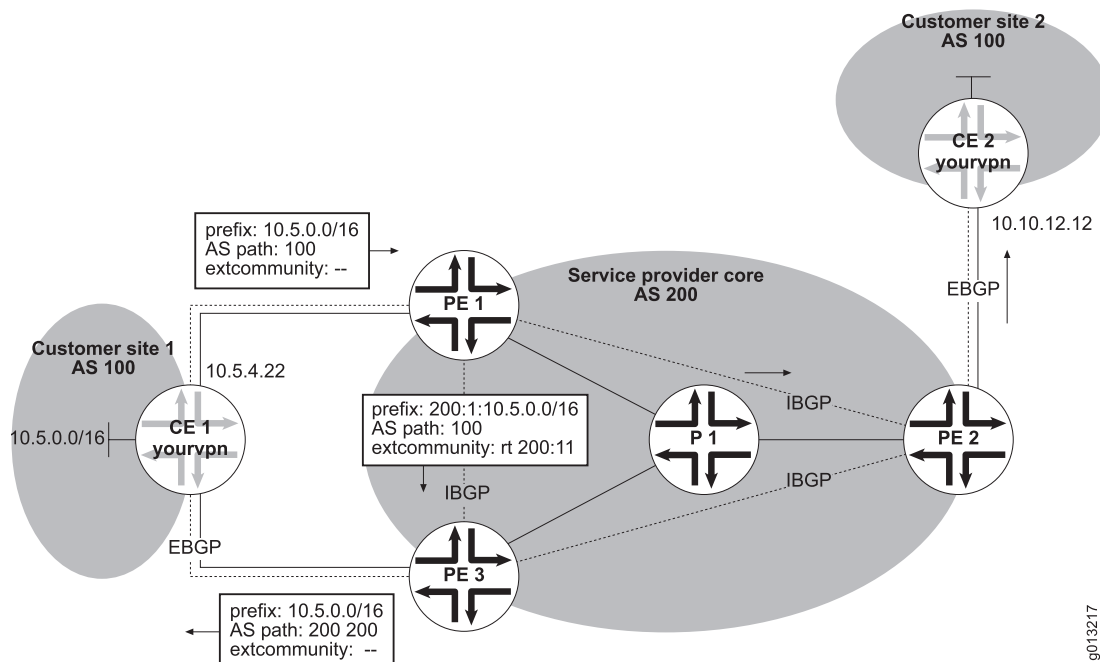 Customer site 2
AS 100
CE 2
yourvpn
10.10.12.12
EBGP
prefix: 10.5.0.0/16
AS path: 100
extcommunity: --
PE 1
Service provider core
AS 200
Customer site 1
AS 100
10.5.4.22
10.5.0.0/16
CE 1
yourvpn
prefix: 200:1:10.5.0.0/16
AS path: 100
extcommunity: rt 200:11
IBGP
P 1
PE 2
IBGP
IBGP
EBGP
PE 3
prefix: 10.5.0.0/16
AS path: 200 200
extcommunity: --
g013217